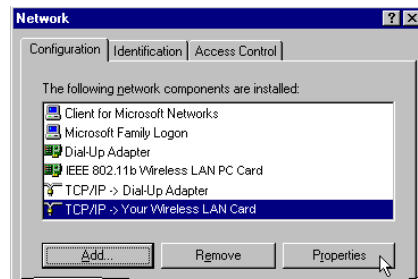 Network
Configuration Identification Access Control
The following network components are installed:
Client for Microsoft Networks
Microsoft Family Logon
Dial-Up Adapter
IEEE 802.11b Wireless LAN PC Card
TCP/IP -> Dial-Up Adapter
TCP/IP -> Your Wireless LAN Card
Add... Remove Properties